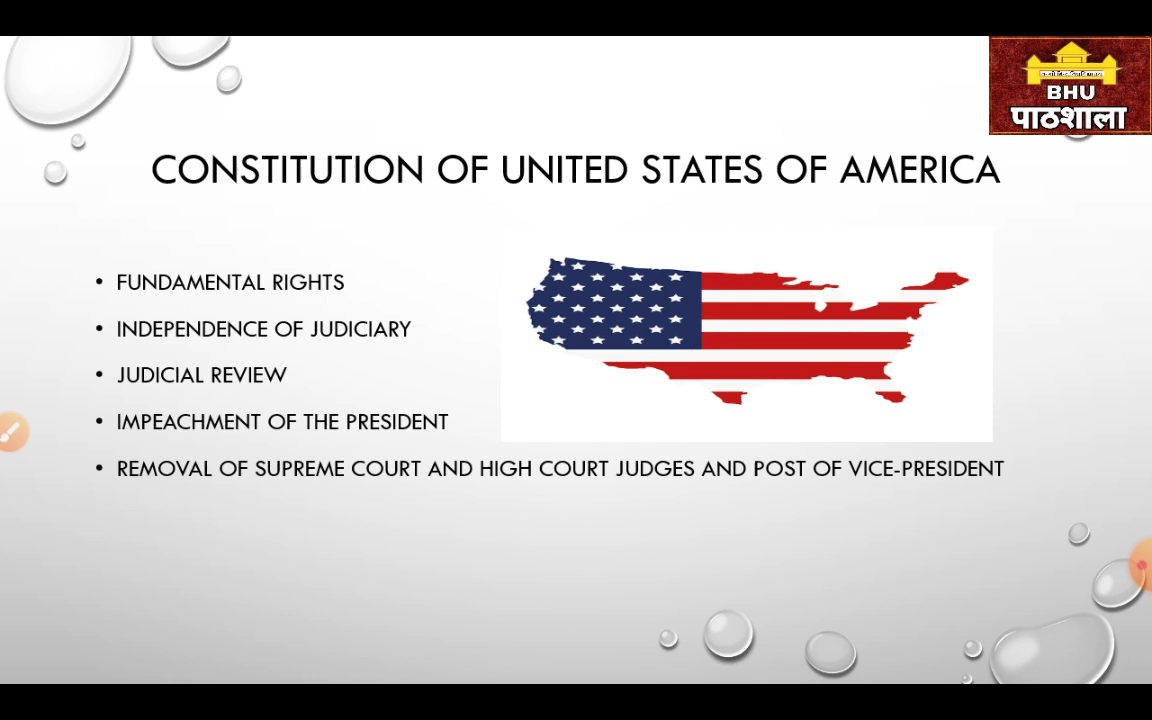 BHU
पाठशाला
CONSTITUTION OF UNITED STATES OF AMERICA
• FUNDAMENTAL RIGHTS
• INDEPENDENCE OF JUDICIARY
• JUDICIAL REVIEW
• IMPEACHMENT OF THE PRESIDENT
• REMOVAL OF SUPREME COURT AND HIGH COURT JUDGES AND POST OF VICE-PRESIDENT